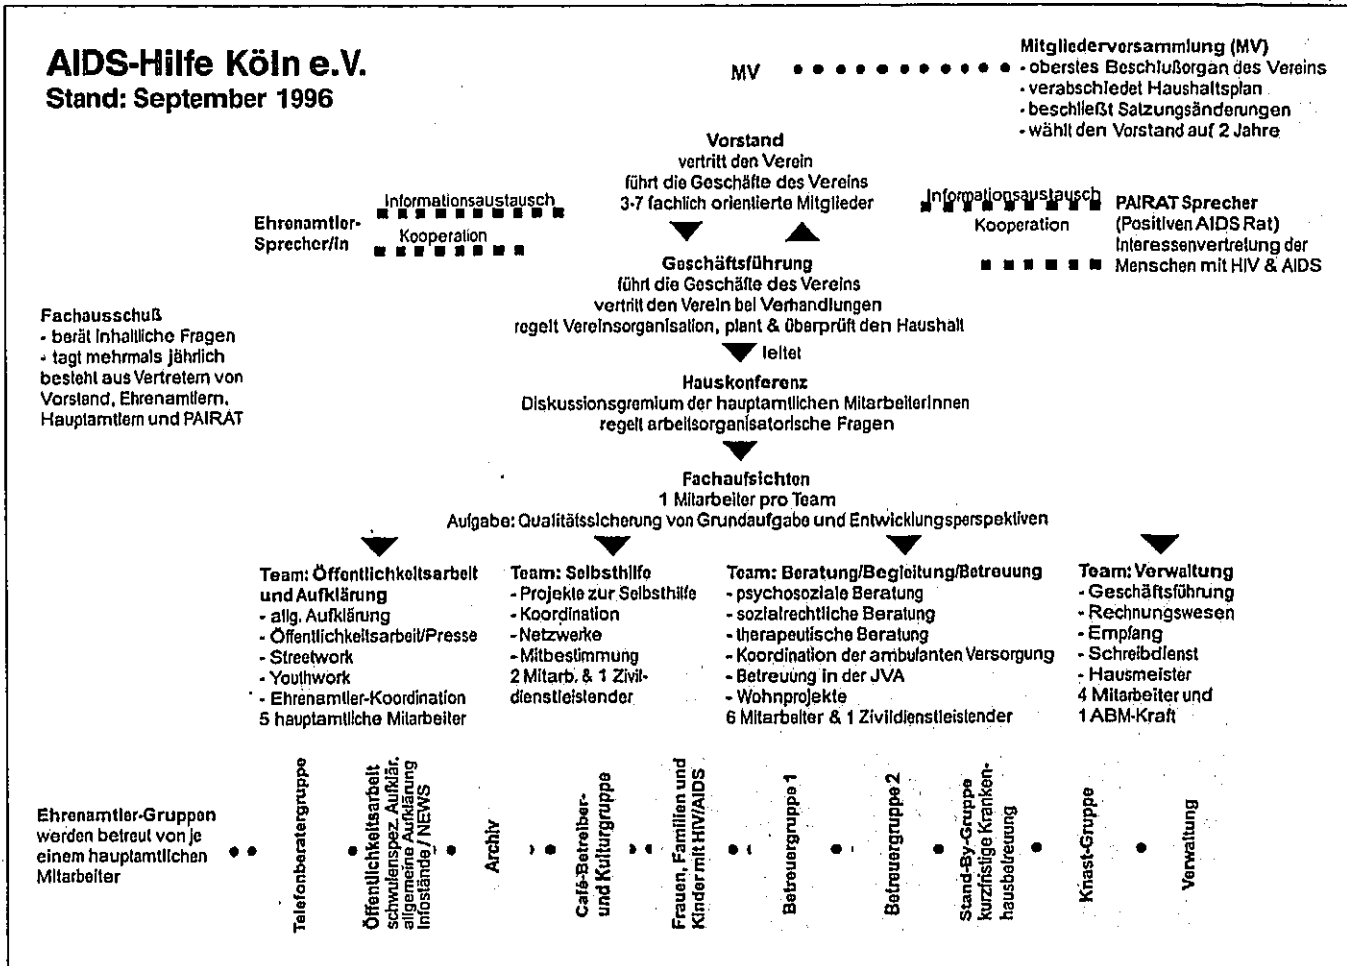 AIDS-Hilfe Köln e.V.
Stand: September 1996
MV
Mitgliederversammlung (MV)
- oberstes Beschlußorgan des Vereins
- verabschiedet Haushaltsplan
- beschließt Satzungsänderungen
- wählt den Vorstand auf 2 Jahre
Vorstand
vertritt den Verein
führt die Geschäfte des Vereins
3-7 fachlich orientierte Mitglieder
Ehrenamtler-
Sprecher/in
Informationsaustausch
Kooperation
Informationsaustausch
Kooperation
PAIRAT Sprecher
(Positiven AIDS Rat)
Interessenvertretung der
Menschen mit HIV & AIDS
Geschäftsführung
führt die Geschäfte des Vereins
vertritt den Verein bei Verhandlungen
regelt Vereinsorganisation, plant & überprüft den Haushalt
leitet
Fachausschuß
- berät inhaltliche Fragen
- tagt mehrmals jährlich
besteht aus Vertretern von
Vorstand, Ehrenamtlern,
Hauptamtlern und PAIRAT
Hauskonferenz
Diskussionsgremium der hauptamtlichen MitarbeiterInnen
regelt arbeitsorganisatorische Fragen
Fachaufsichten
1 Mitarbeiter pro Team
Aufgabe: Qualitätssicherung von Grundaufgabe und Entwicklungsperspektiven
Team: Öffentlichkeitsarbeit
und Aufklärung
- allg. Aufklärung
- Öffentlichkeitsarbeit/Presse
- Streetwork
- Youthwork
- Ehrenamtler-Koordination
5 hauptamtliche Mitarbeiter
Team: Selbsthilfe
- Projekte zur Selbsthilfe
- Koordination
- Netzwerke
- Mitbestimmung
2 Mitarb. & 1 Zivil-
dienstleistender
Team: Beratung/Begleitung/Betreuung
- psychosoziale Beratung
- sozialrechtliche Beratung
- therapeutische Beratung
- Koordination der ambulanten Versorgung
- Betreuung in der JVA
- Wohnprojekte
6 Mitarbeiter & 1 Zivildienstleistender
Team: Verwaltung
- Geschäftsführung
- Rechnungswesen
- Empfang
- Schreibdienst
- Hausmeister
4 Mitarbeiter und
1 ABM-Kraft
Ehrenamtler-Gruppen
werden betreut von je
einem hauptamtlichen
Mitarbeiter
Telefonberatergruppe
Öffentlichkeitsarbeit
schwulenspez. Aufklär.
allgemeine Aufklärung
Infostände / NEWS
Archiv
Café-Betreiber-
und Kulturgruppe
Frauen, Familien und
Kinder mit HIV/AIDS
Betreuergruppe 1
Betreuergruppe 2
Stand-By-Gruppe
kurzfristige Kranken-
hausbetreuung
Knast-Gruppe
Verwaltung